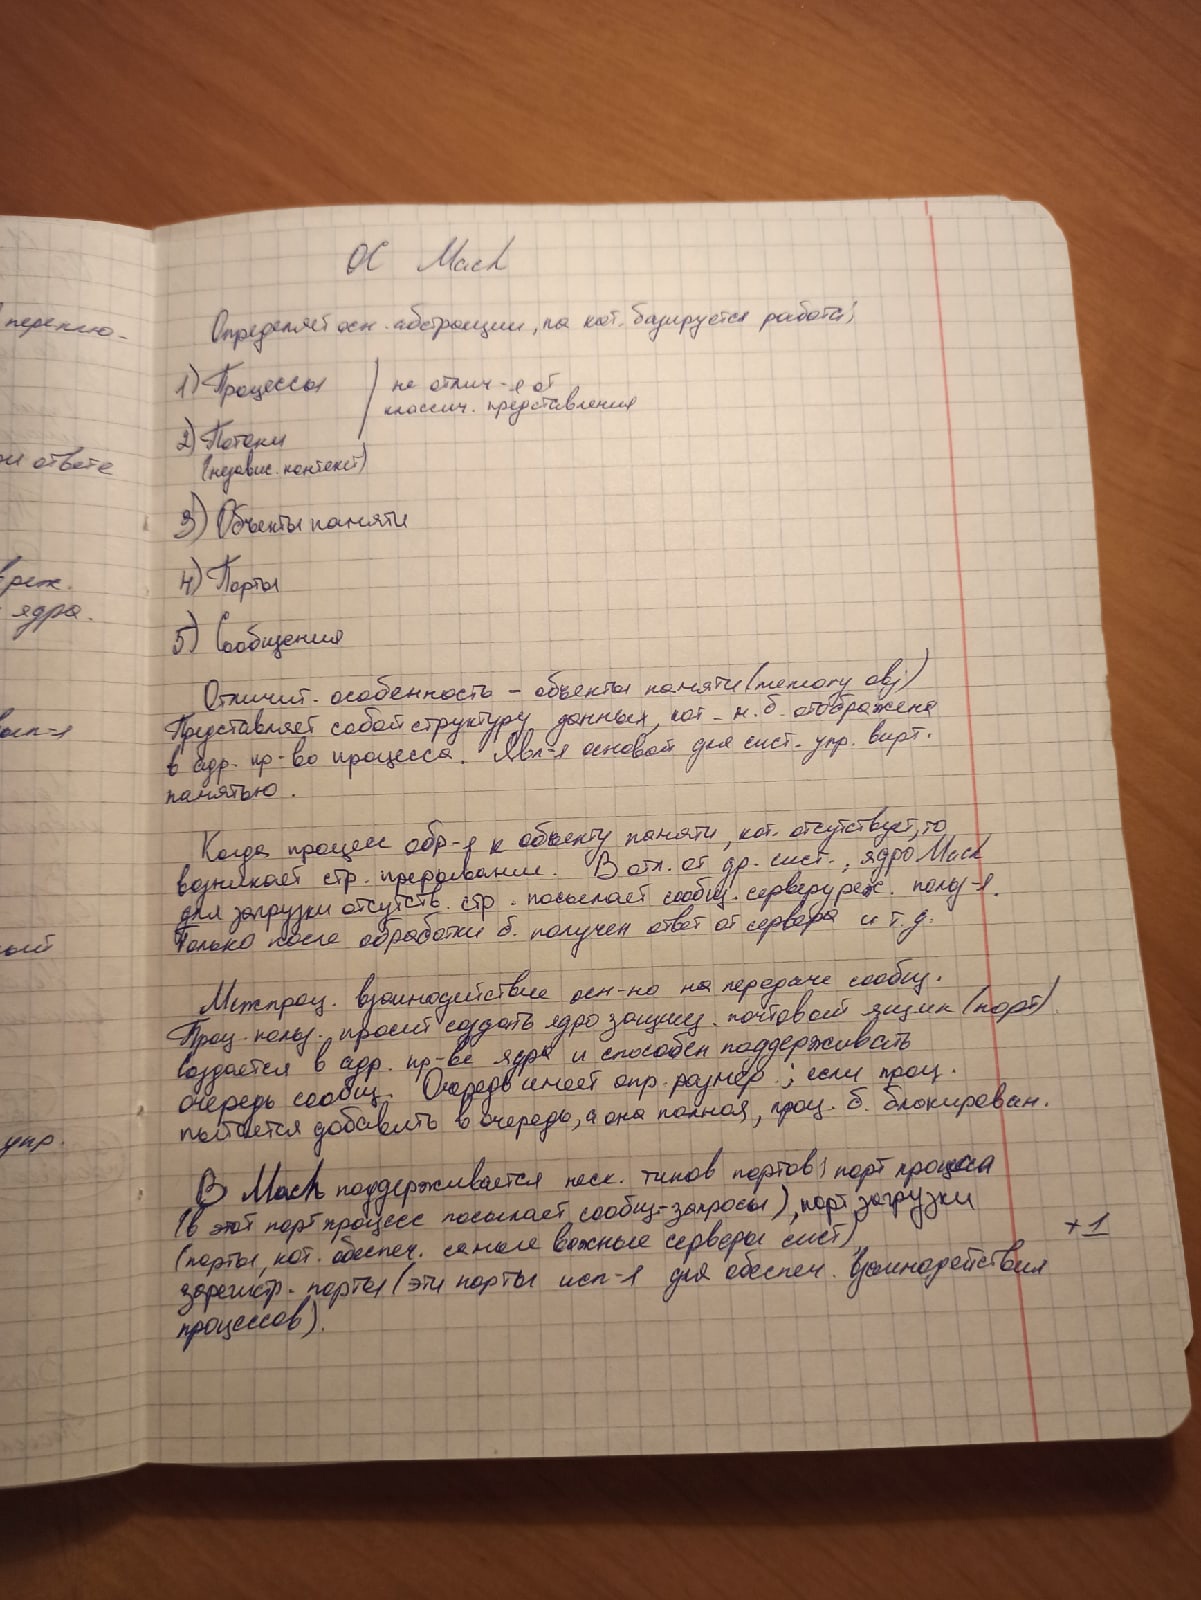 ОС Mach
Определяет осн. абстракции, на кот. базируется работа:
1) Процессы
не отлич-я от
классич. представления
2) Потоки
(независ. контекст)
3) Объекты памяти
4) Порты
5) Сообщения
Отличит. особенность - объекты памяти (memory obj)
Представляет собой структуру данных, кот. м.б. отображена
в адр. пр-во процесса. Явл-я основой для сист. упр. вирт.
памятью.
Когда процесс обр-я к объекту памяти, кот. отсутствует, то
возникает стр. прерывание. В отл. от др. сист., ядро Mach
для загрузки отсутств. стр. посылает сообщ. серверу реж. польз-я.
Только после обработки б. получен ответ от сервера и т.д.
Межпроц. взаимодействие осн-но на передаче сообщ.
Проц. польз. просит создать ядро защищ. почтовый ящик (порт)
создается в адр. пр-ве ядра и способен поддерживать
очередь сообщ. Очередь имеет опр. размер; если проц.
пытается добавить в очередь, а она полная, проц. б. блокирован.
В Mach поддерживается неск. типов портов: порт процесса
(в этот порт процесс посылает сообщ-запросы), порт загрузки
(порты, кот. обеспеч. самые важные серверы сист)
+1
зарегистр. порты (эти порты исп-я для обеспеч. взаимодействия
процессов).
переклю-
ответе
реж.
ядра.
исп-я
упр.